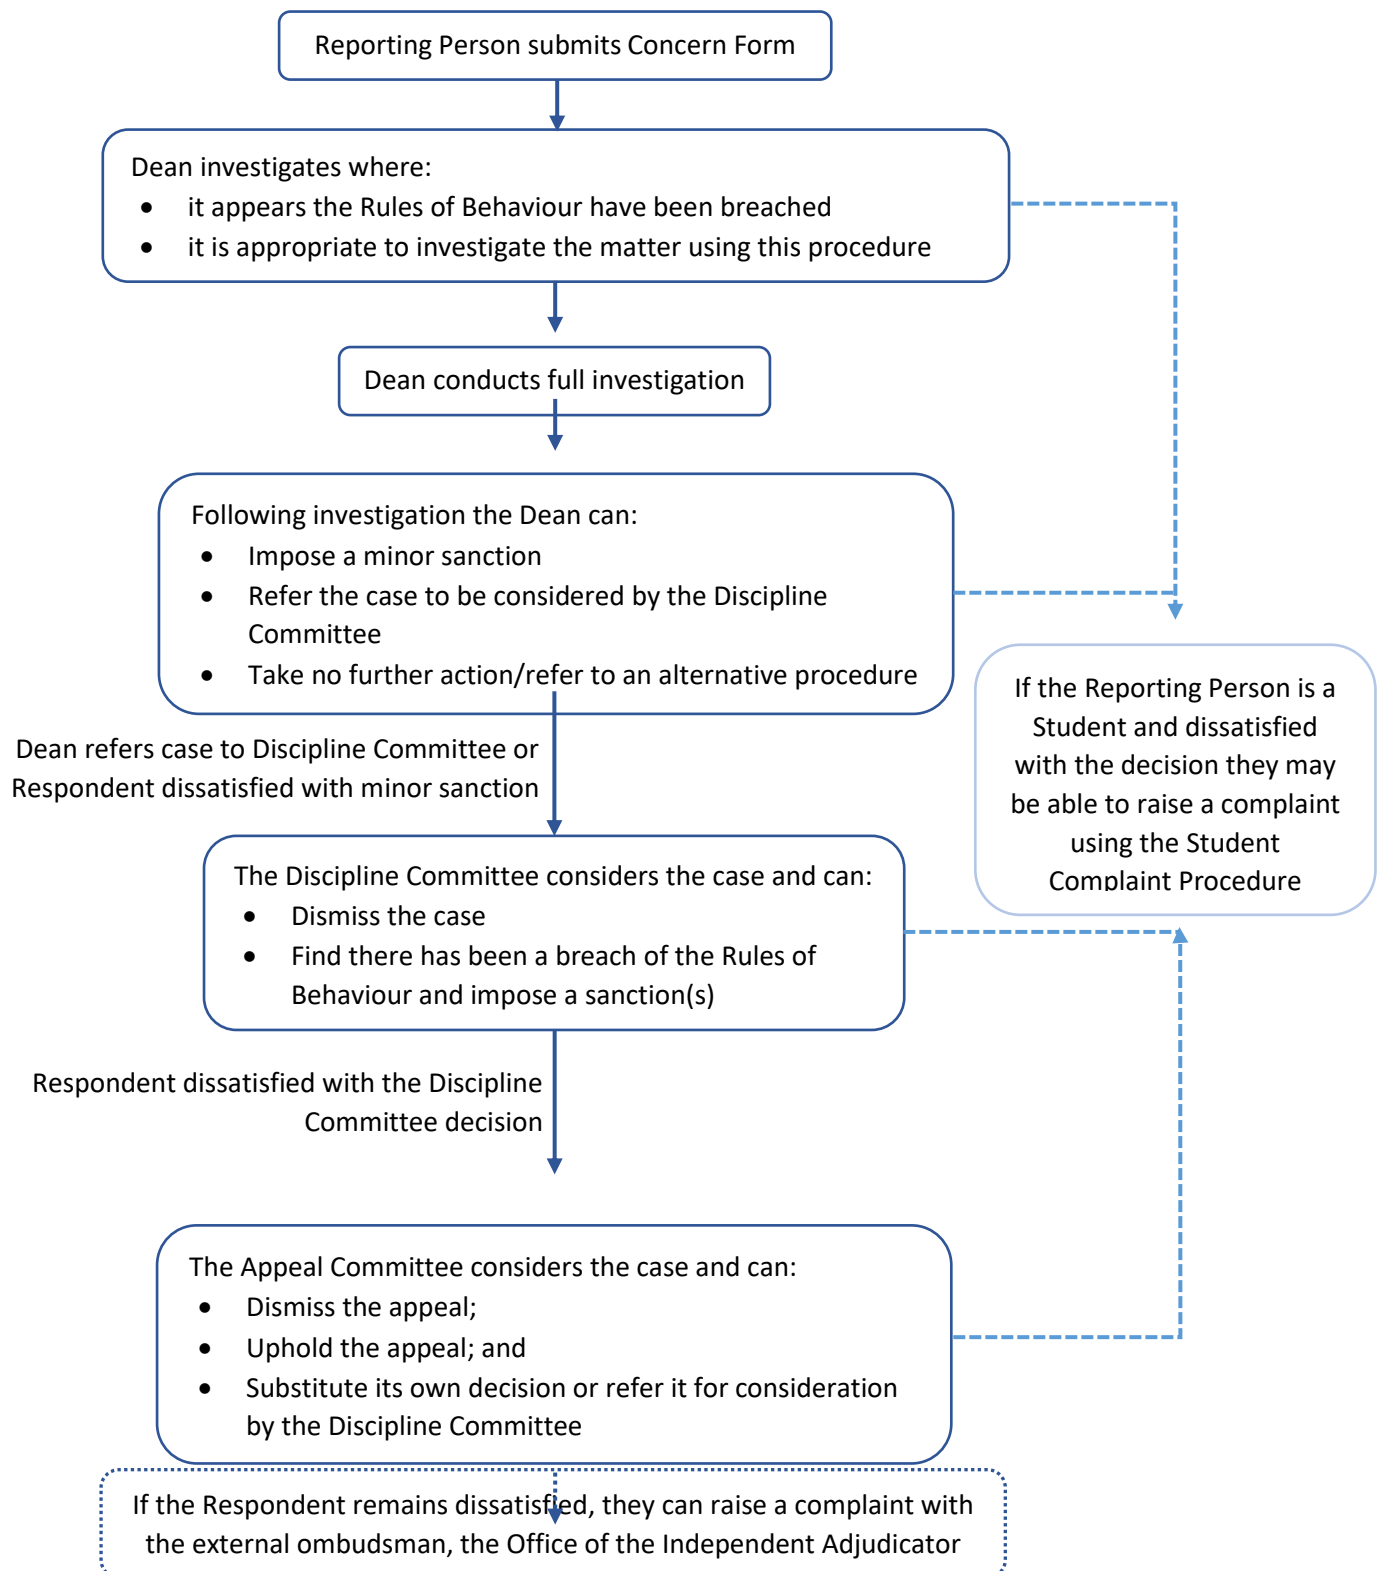 Reporting Person submits Concern Form
Dean investigates where:
• it appears the Rules of Behaviour have been breached
• it is appropriate to investigate the matter using this procedure
Dean conducts full investigation
Following investigation the Dean can:
• Impose a minor sanction
• Refer the case to be considered by the Discipline
Committee
• Take no further action/refer to an alternative procedure
If the Reporting Person is a
Student and dissatisfied
with the decision they may
be able to raise a complaint
using the Student
Complaint Procedure
Dean refers case to Discipline Committee or
Respondent dissatisfied with minor sanction
The Discipline Committee considers the case and can:
• Dismiss the case
• Find there has been a breach of the Rules of
Behaviour and impose a sanction(s)
Respondent dissatisfied with the Discipline
Committee decision
The Appeal Committee considers the case and can:
• Dismiss the appeal;
• Uphold the appeal; and
• Substitute its own decision or refer it for consideration
by the Discipline Committee
If the Respondent remains dissatisfied, they can raise a complaint with
the external ombudsman, the Office of the Independent Adjudicator